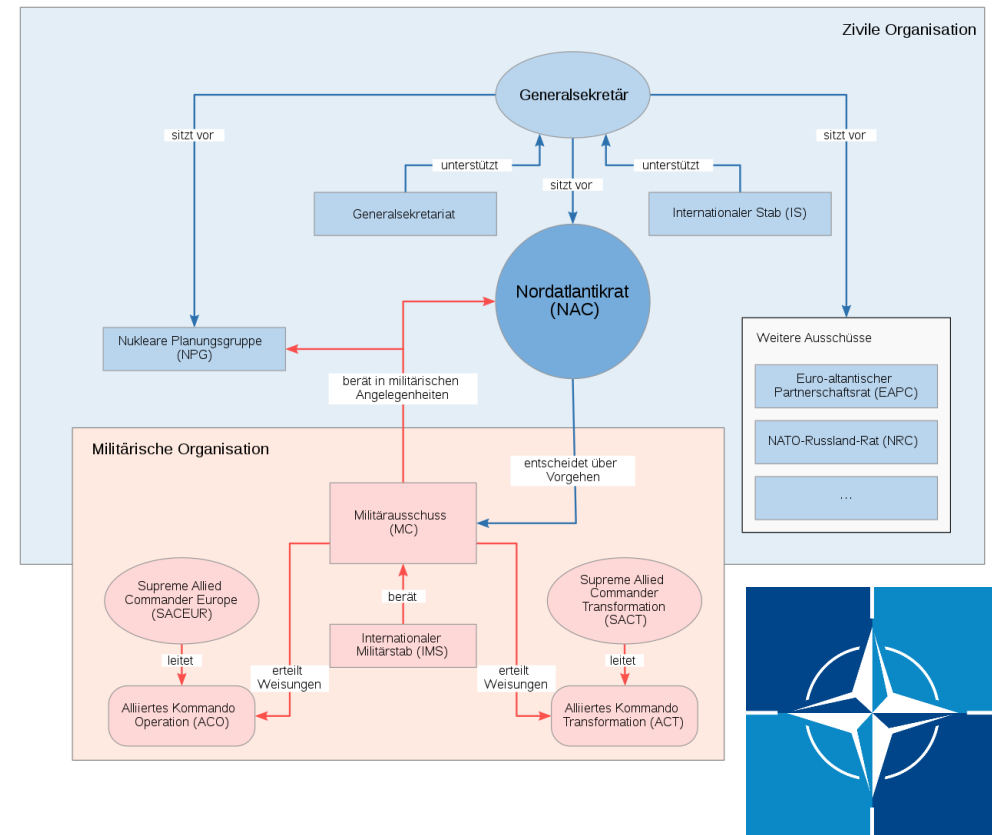 Zivile Organisation
Generalsekretär
sitzt vor
sitzt vor
unterstützt
unterstützt
sitzt vor
Generalsekretariat
Internationaler Stab (IS)
Nordatlantikrat
(NAC)
Nukleare Planungsgruppe
(NPG)
Weitere Ausschüsse
Euro-altantischer
Partnerschaftsrat (EAPC)
NATO-Russland-Rat (NRC)
...
berät in militärischen
Angelegenheiten
Militärische Organisation
entscheidet über
Vorgehen
Militärausschuss
(MC)
Supreme Allied
Commander Europe
(SACEUR)
berät
Supreme Allied
Commander
Transformation
(SACT)
Internationaler
Militärstab (IMS)
leitet
erteilt
Weisungen
erteilt
Weisungen
leitet
Alliiertes Kommando
Operation (ACO)
Alliiertes Kommando
Transformation (ACT)